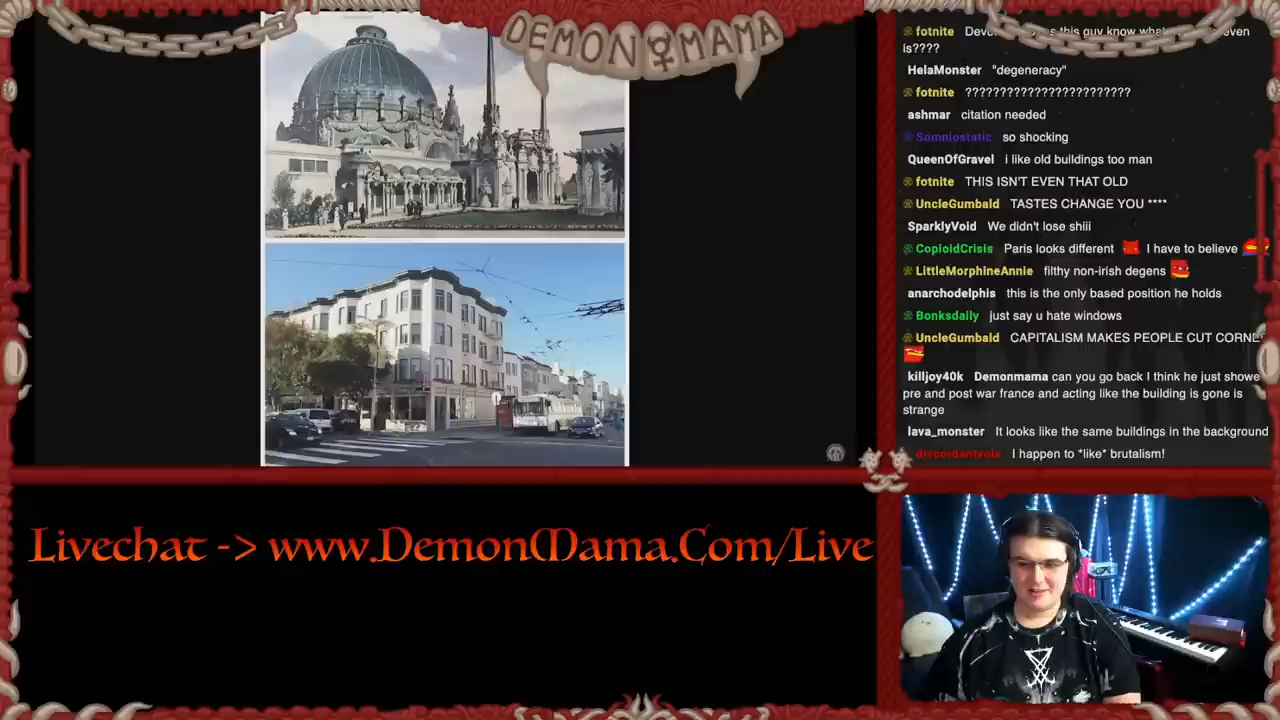 DEMON MAMA
fotnite this guy know even
is????
HelaMonster "degeneracy"
fotnite ????????????????????????
ashmar citation needed
Somniostatic so shocking
QueenOfGravel i like old buildings too man
fotnite THIS ISN'T EVEN THAT OLD
UncleGumbald TASTES CHANGE YOU ****
SparklyVoid We didn't lose shiii
CopioidCrisis Paris looks different I have to believe
LittleMorphineAnnie filthy non-irish degens
anarchodelphis this is the only based position he holds
Bonksdaily just say u hate windows
UncleGumbald CAPITALISM MAKES PEOPLE CUT
killjoy40k Demonmama can you go back I think he just showe
pre and post war france and acting like the building is gone is
strange
lava_monster It looks like the same buildings in the background
I happen to *like* brutalism!
Livechat -> www.DemonMama.Com/Live